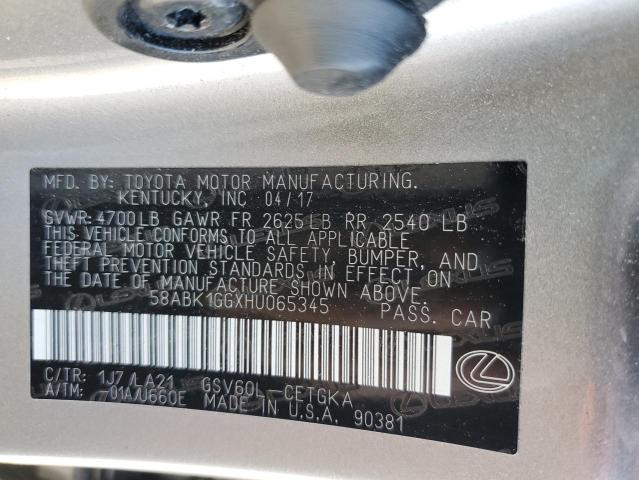 MFD. BY: TOYOTA MOTOR MANUFACTURING.
KENTUCKY, INC 04/17
GVWR: 4700LB GAWR FR 2625LB RR 2540 LB
THIS VEHICLE CONFORMS TO ALL APPLICABLE
FEDERAL MOTOR VEHICLE SAFETY, BUMPER, AND
THEFT PREVENTION STANDARDS IN EFFECT ON
THE DATE OF MANUFACTURE SHOWN ABOVE.
58ABK1GGXHU065345 PASS. CAR
C/TR: 1J7/LA21 GSV60L CETGKA
A/TM: -01A/U660E MADE IN U.S.A. 90381